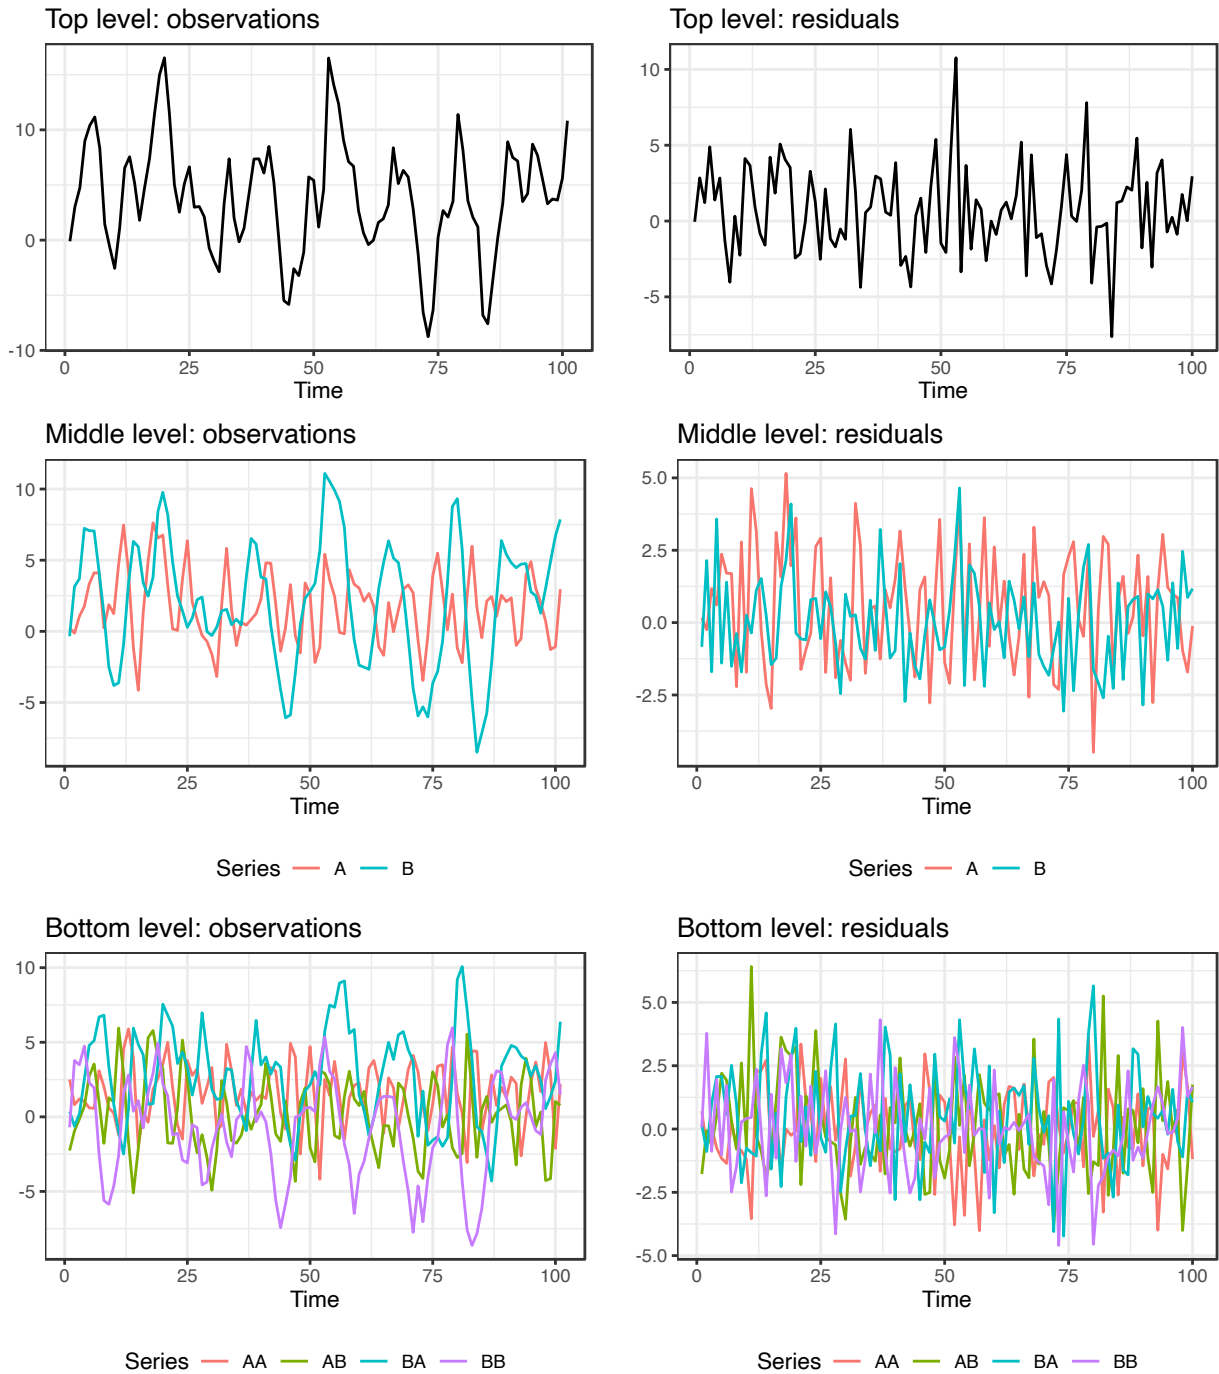 Top level: observations
10
0
-10
0 25 50 75 100
Time
Top level: residuals
10
5
0
-5
0 25 50 75 100
Time
Middle level: observations
10
5
0
-5
0 25 50 75 100
Time
Series A B
Middle level: residuals
5.0
2.5
0.0
-2.5
0 25 50 75 100
Time
Series A B
Bottom level: observations
10
5
0
-5
0 25 50 75 100
Time
Series AA AB BA BB
Bottom level: residuals
5.0
2.5
0.0
-2.5
-5.0
0 25 50 75 100
Time
Series AA AB BA BB